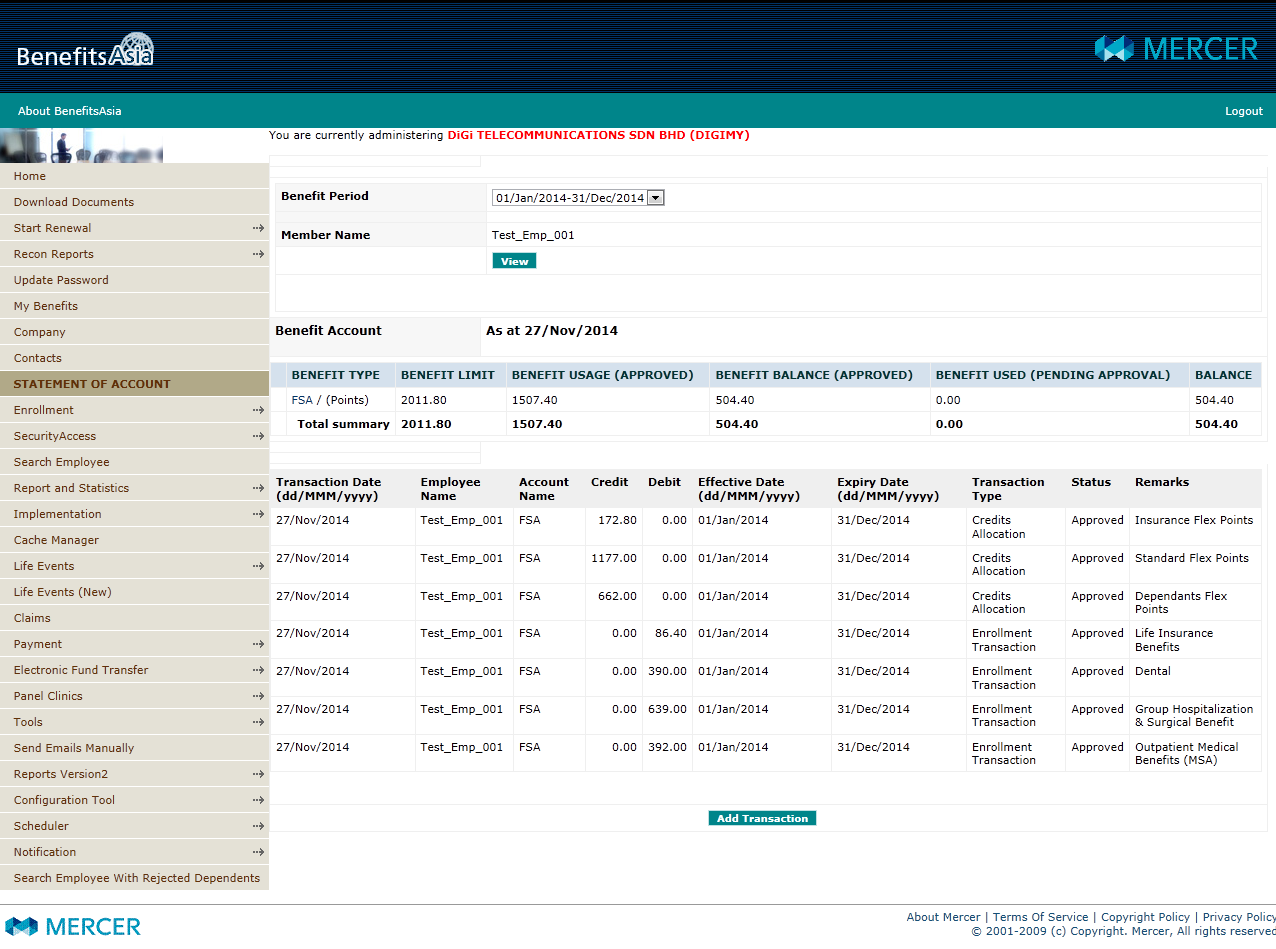 BenefitsAsia
MERCER
About BenefitsAsia
Logout
You are currently administering DiGi TELECOMMUNICATIONS SDN BHD (DIGIMY)
Home
Download Documents
Start Renewal
Recon Reports
Update Password
My Benefits
Company
Contacts
STATEMENT OF ACCOUNT
Enrollment
SecurityAccess
Search Employee
Report and Statistics
Implementation
Cache Manager
Life Events
Life Events (New)
Claims
Payment
Electronic Fund Transfer
Panel Clinics
Tools
Send Emails Manually
Reports Version2
Configuration Tool
Scheduler
Notification
Search Employee With Rejected Dependents
Benefit Period 01/Jan/2014-31/Dec/2014
Member Name Test_Emp_001
View
Benefit Account As at 27/Nov/2014
BENEFIT TYPE BENEFIT LIMIT BENEFIT USAGE (APPROVED) BENEFIT BALANCE (APPROVED) BENEFIT USED (PENDING APPROVAL) BALANCE
FSA / (Points) 2011.80 1507.40 504.40 0.00 504.40
Total summary 2011.80 1507.40 504.40 0.00 504.40
Transaction Date Employee Account Credit Debit Effective Date Expiry Date Transaction Status Remarks
(dd/MMM/yyyy) Name Name (dd/MMM/yyyy) (dd/MMM/yyyy) Type
27/Nov/2014 Test_Emp_001 FSA 172.80 0.00 01/Jan/2014 31/Dec/2014 Credits Approved Insurance Flex Points
Allocation
27/Nov/2014 Test_Emp_001 FSA 1177.00 0.00 01/Jan/2014 31/Dec/2014 Credits Approved Standard Flex Points
Allocation
27/Nov/2014 Test_Emp_001 FSA 662.00 0.00 01/Jan/2014 31/Dec/2014 Credits Approved Dependants Flex
Allocation Points
27/Nov/2014 Test_Emp_001 FSA 0.00 86.40 01/Jan/2014 31/Dec/2014 Enrollment Approved Life Insurance
Transaction Benefits
27/Nov/2014 Test_Emp_001 FSA 0.00 390.00 01/Jan/2014 31/Dec/2014 Enrollment Approved Dental
Transaction
27/Nov/2014 Test_Emp_001 FSA 0.00 639.00 01/Jan/2014 31/Dec/2014 Enrollment Approved Group Hospitalization
Transaction & Surgical Benefit
27/Nov/2014 Test_Emp_001 FSA 0.00 392.00 01/Jan/2014 31/Dec/2014 Enrollment Approved Outpatient Medical
Transaction Benefits (MSA)
Add Transaction
MERCER
About Mercer | Terms Of Service | Copyright Policy | Privacy Policy
© 2001-2009 (c) Copyright. Mercer, All rights reserved